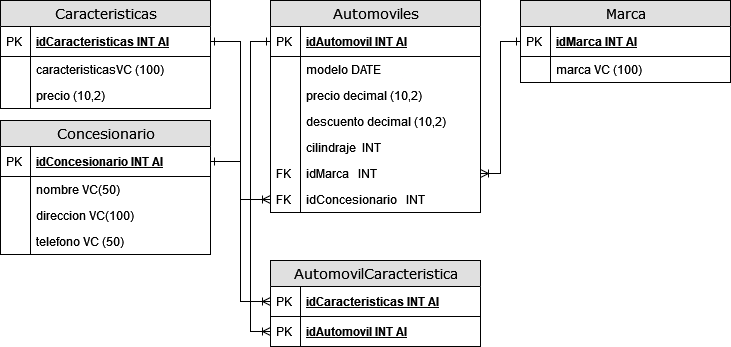 Caracteristicas
PK idCaracteristicas INT AI
caracteristicasVC (100)
precio (10,2)
Concesionario
PK idConcesionario INT AI
nombre VC(50)
direccion VC(100)
telefono VC (50)
Automoviles
PK idAutomovil INT AI
modelo DATE
precio decimal (10,2)
descuento decimal (10,2)
cilindraje INT
FK idMarca INT
FK idConcesionario INT
Marca
PK idMarca INT AI
marca VC (100)
AutomovilCaracteristica
PK idCaracteristicas INT AI
PK idAutomovil INT AI